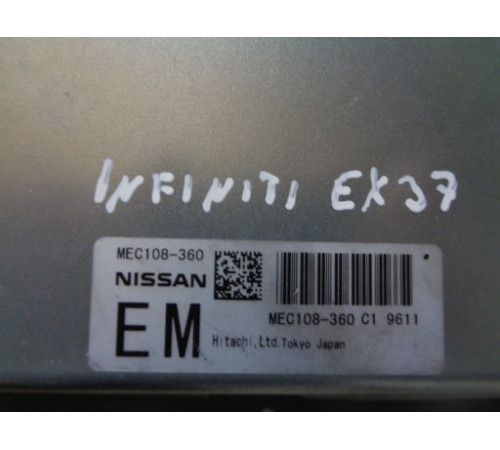 INFINITI EX37
MEC108-360
NISSAN
EM
MEC108-360 C1 9611
Hitachi,Ltd.Tokyo Japan